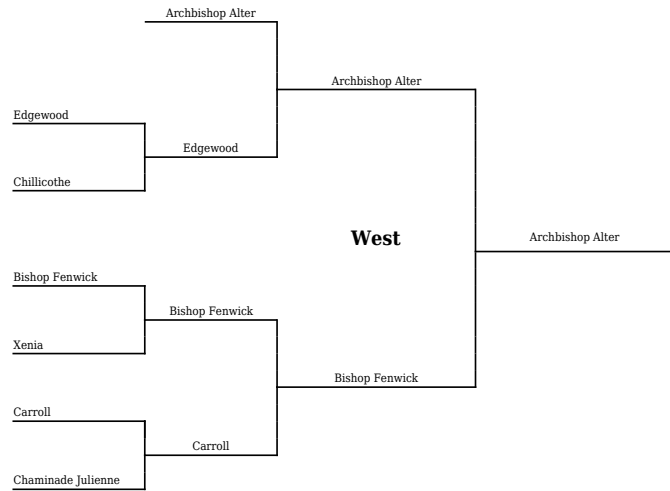 Archbishop Alter
Archbishop Alter
Edgewood
Edgewood
Chillicothe
West
Archbishop Alter
Bishop Fenwick
Bishop Fenwick
Xenia
Bishop Fenwick
Carroll
Carroll
Chaminade Julienne